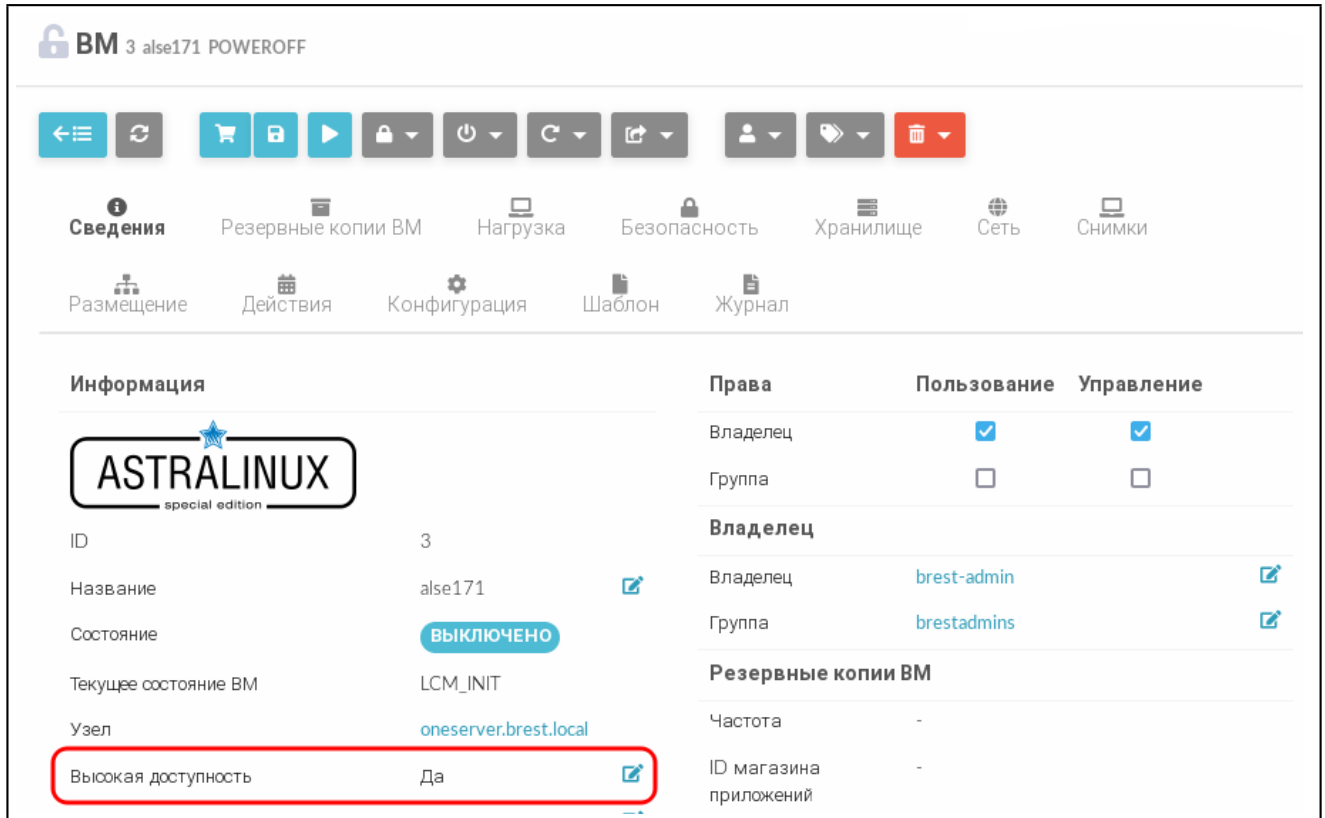 ВМ 3 alse171 POWEROFF
Сведения Резервные копии ВМ Нагрузка Безопасность Хранилище Сеть Снимки
Размещение Действия Конфигурация Шаблон Журнал
Информация
ASTRALINUX
special edition
ID 3
Название alse171
Состояние ВЫКЛЮЧЕНО
Текущее состояние ВМ LCM_INIT
Узел oneserver.brest.local
Высокая доступность Да
Права Пользование Управление
Владелец
Группа
Владелец
Владелец brest-admin
Группа brestadmins
Резервные копии ВМ
Частота -
ID магазина -
приложений